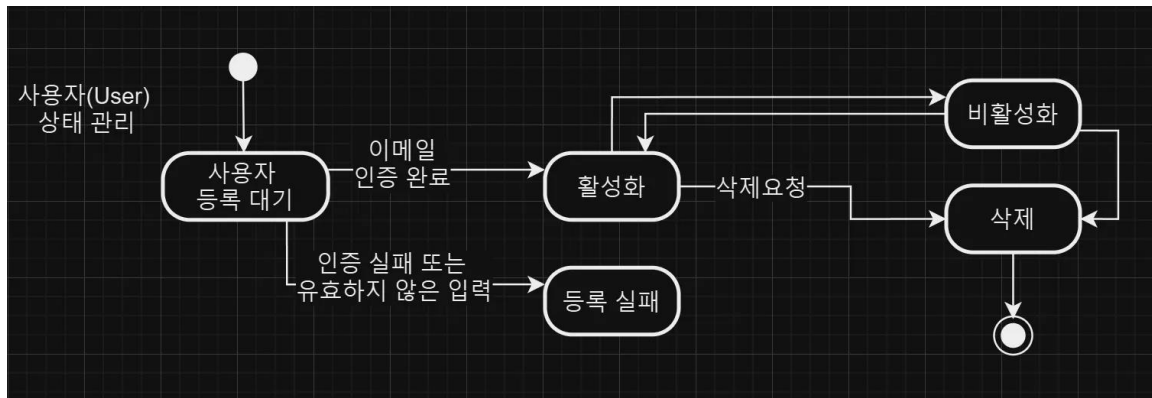 사용자(User)
상태 관리
사용자
등록 대기
이메일
인증 완료
활성화
비활성화
삭제요청
삭제
인증 실패 또는
유효하지 않은 입력
등록 실패